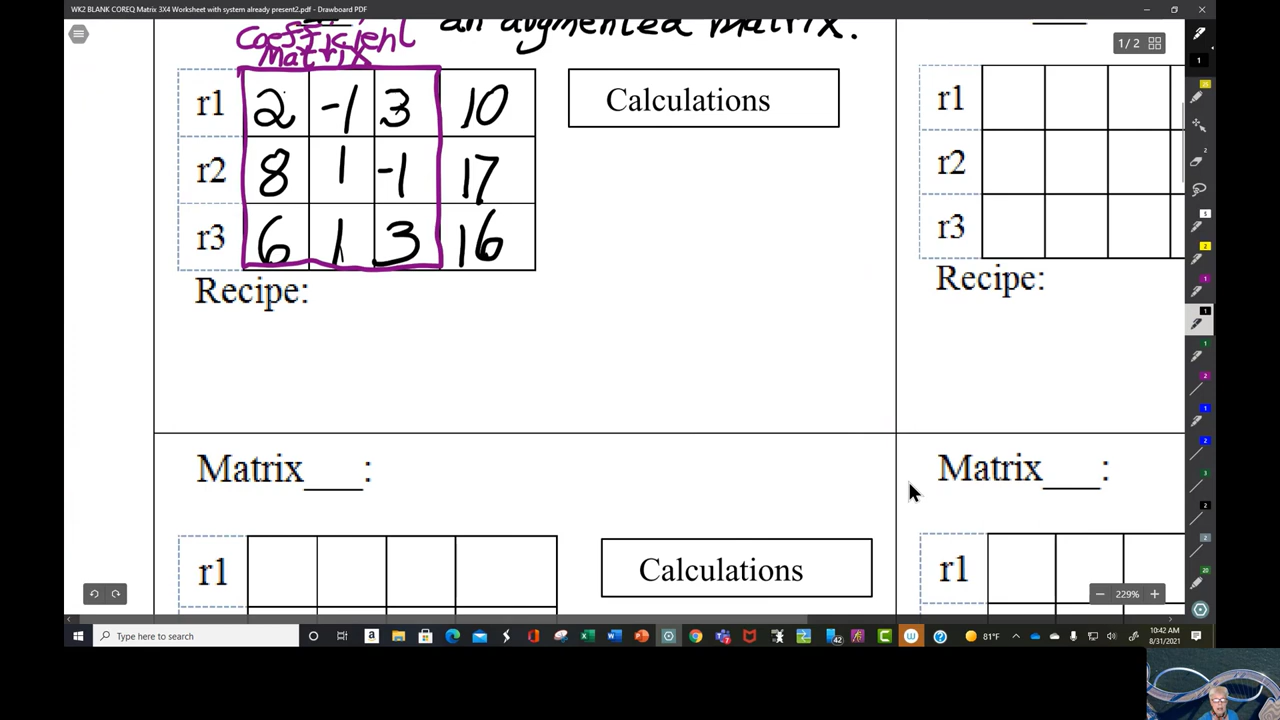 WK2 BLANK COREQ Matrix 3X4 Worksheet with system already present2.pdf - Drawboard PDF
an augmented matrix.
Coefficient
Matrix
1/2
r1 2 -1 3 10
Calculations
r1
r2 8 1 -1 17
r2
r3 6 1 3 16
r3
Recipe:
Recipe:
Matrix___:
Matrix___:
r1
Calculations
r1
229%
Type here to search
81°F
10:42 AM
8/31/2021